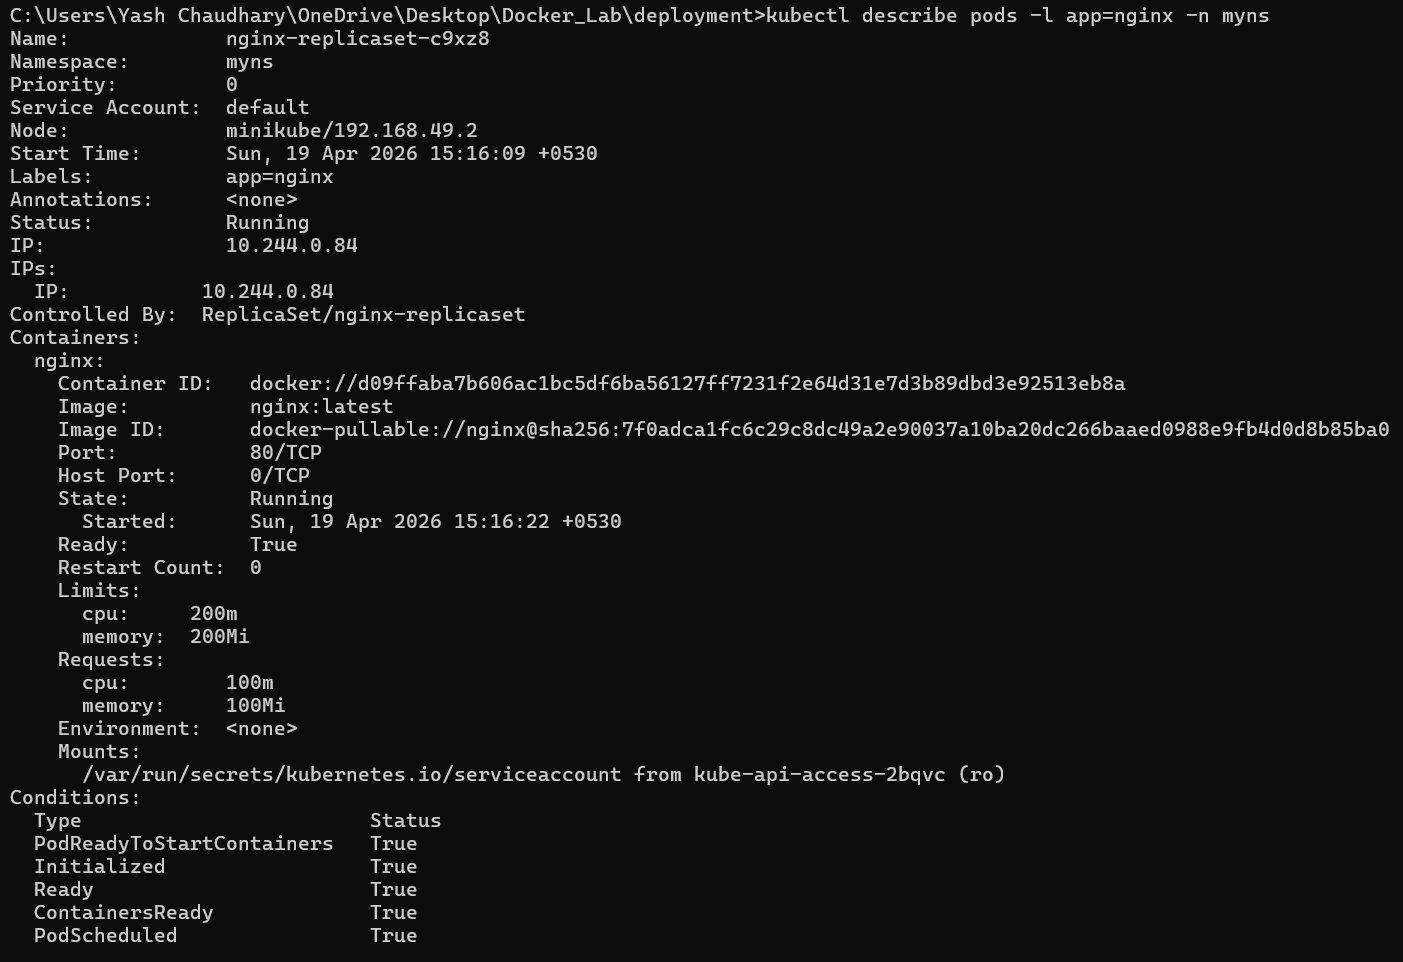 C:\Users\Yash Chaudhary\OneDrive\Desktop\Docker_Lab\deployment>kubectl describe pods -l app=nginx -n myns
Name:             nginx-replicaset-c9xz8
Namespace:        myns
Priority:         0
Service Account:  default
Node:             minikube/192.168.49.2
Start Time:       Sun, 19 Apr 2026 15:16:09 +0530
Labels:           app=nginx
Annotations:      <none>
Status:           Running
IP:               10.244.0.84
IPs:
  IP:           10.244.0.84
Controlled By:  ReplicaSet/nginx-replicaset
Containers:
  nginx:
    Container ID:   docker://d09ffaba7b606ac1bc5df6ba56127ff7231f2e64d31e7d3b89dbd3e92513eb8a
    Image:          nginx:latest
    Image ID:       docker-pullable://nginx@sha256:7f0adca1fc6c29c8dc49a2e90037a10ba20dc266baaed0988e9fb4d0d8b85ba0
    Port:           80/TCP
    Host Port:      0/TCP
    State:          Running
      Started:      Sun, 19 Apr 2026 15:16:22 +0530
    Ready:          True
    Restart Count:  0
    Limits:
      cpu:     200m
      memory:  200Mi
    Requests:
      cpu:        100m
      memory:     100Mi
    Environment:  <none>
    Mounts:
      /var/run/secrets/kubernetes.io/serviceaccount from kube-api-access-2bqvc (ro)
Conditions:
  Type                        Status
  PodReadyToStartContainers   True
  Initialized                 True
  Ready                       True
  ContainersReady             True
  PodScheduled                True